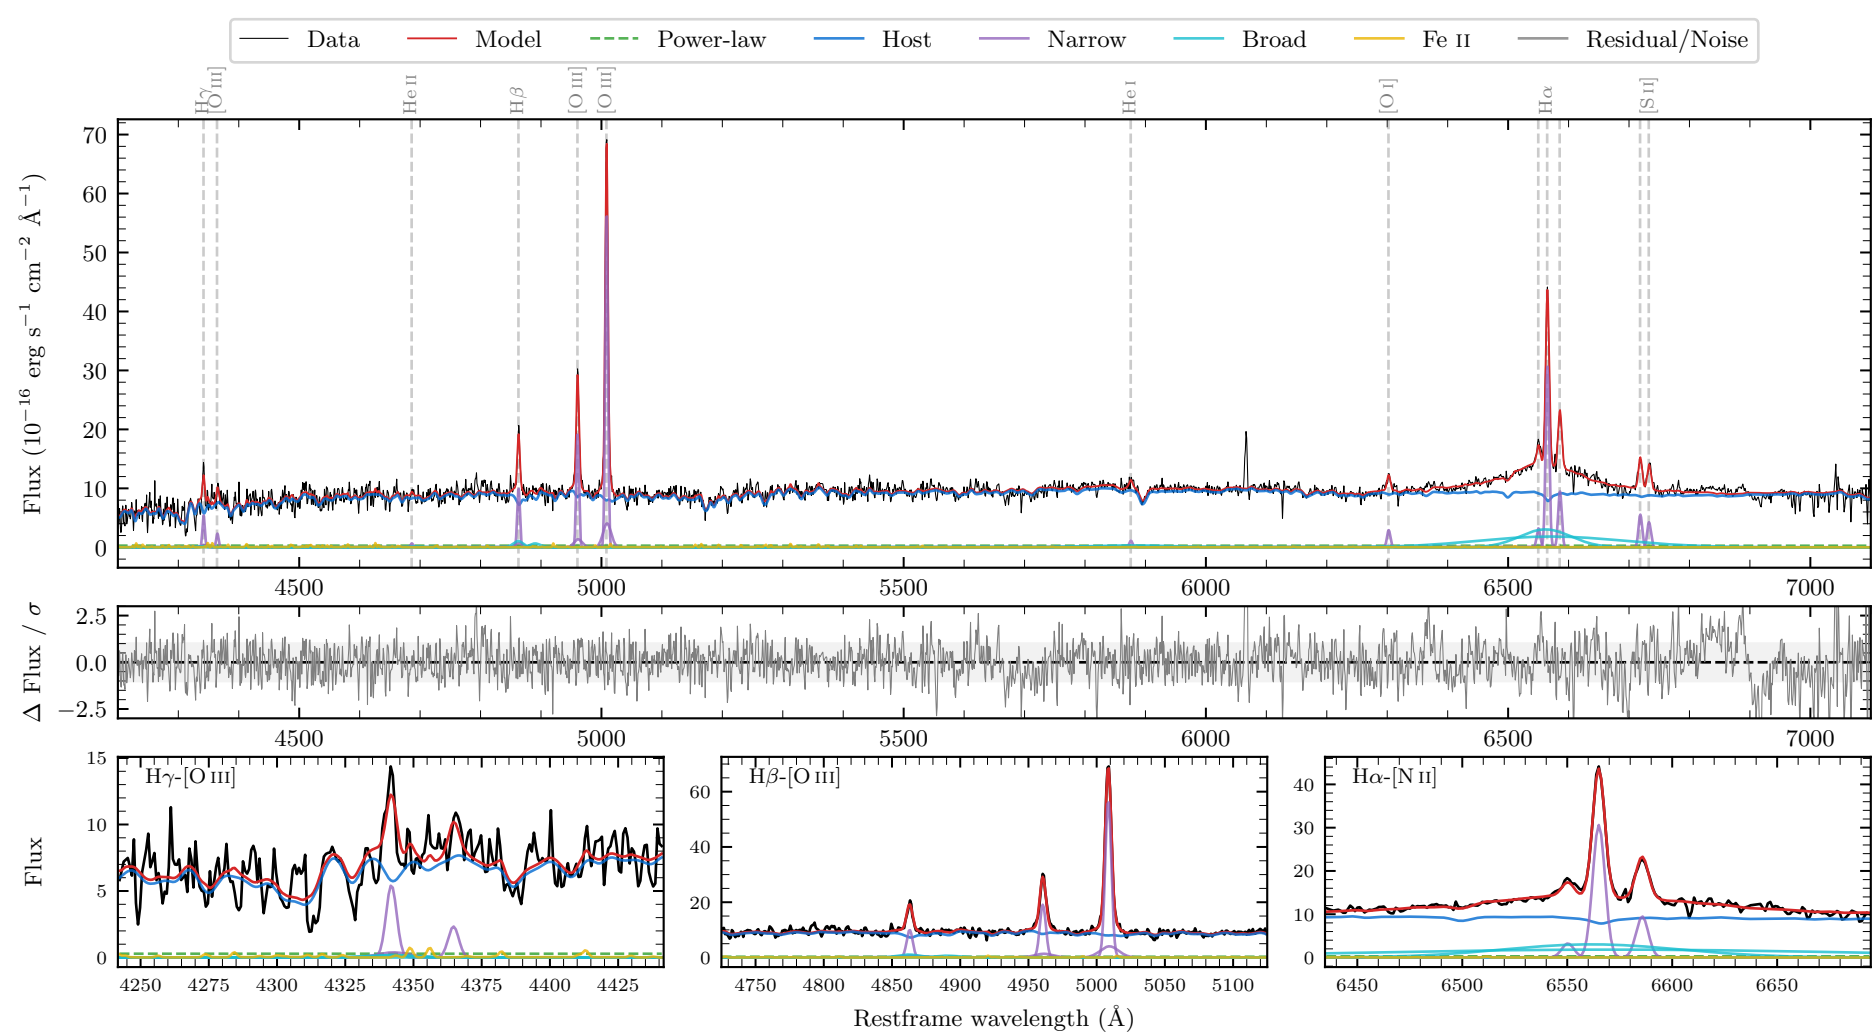 Data Model Power-law Host Narrow Broad Fe II Residual/Noise
Hγ [O III] He II Hβ [O III] [O III] He I [O I] Hα [S II]
Flux (10⁻¹⁶ erg s⁻¹ cm⁻² Å⁻¹)
70
60
50
40
30
20
10
0
4500 5000 5500 6000 6500 7000
Δ Flux / σ
2.5
0.0
−2.5
4500 5000 5500 6000 6500 7000
Flux
Hγ-[O III]
15
10
5
0
4250 4275 4300 4325 4350 4375 4400 4425
Hβ-[O III]
60
40
20
0
4750 4800 4850 4900 4950 5000 5050 5100
Hα-[N II]
40
30
20
10
0
6450 6500 6550 6600 6650
Restframe wavelength (Å)